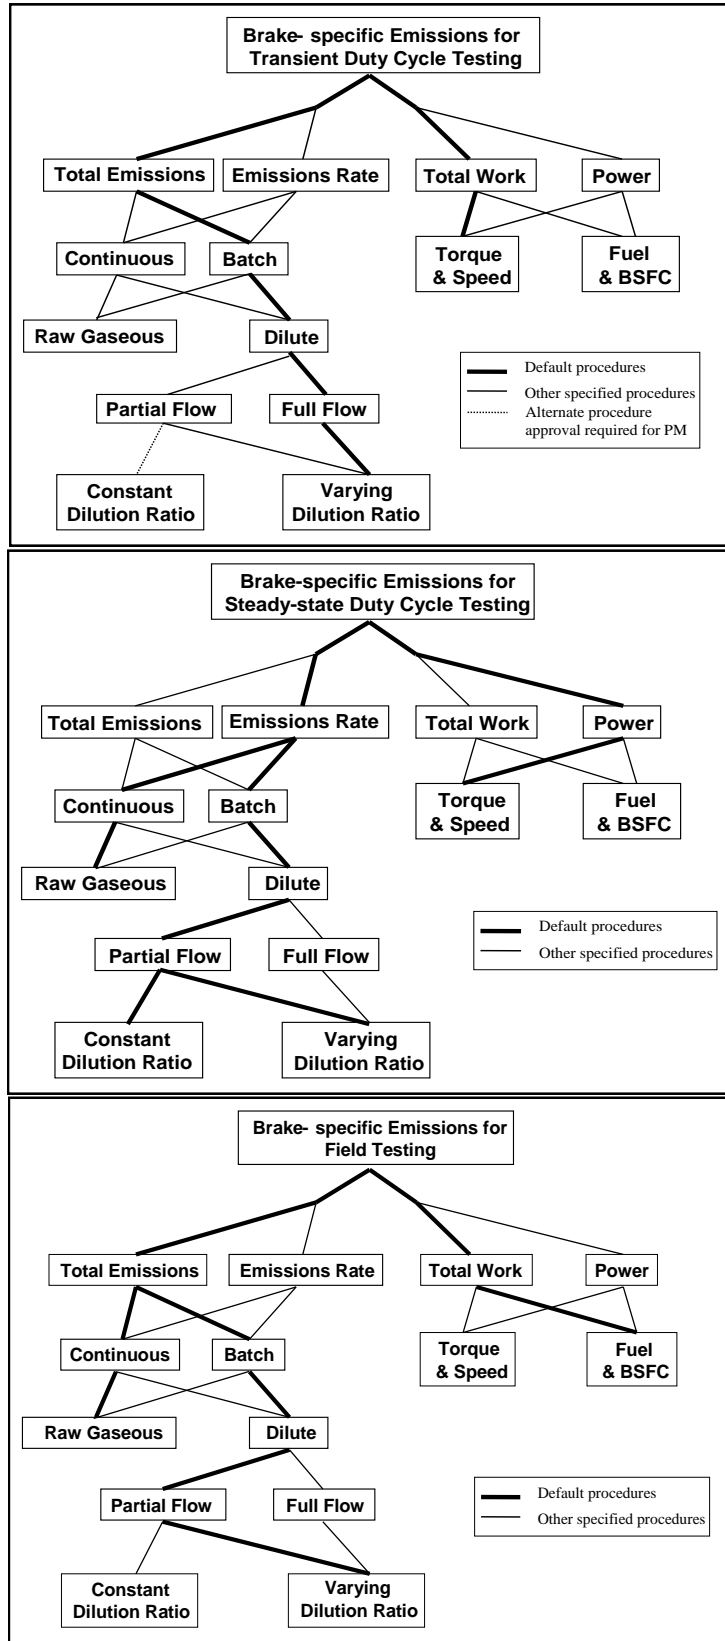 Brake- specific Emissions for
Transient Duty Cycle Testing
Total Emissions
Emissions Rate
Total Work
Power
Continuous
Batch
Torque
& Speed
Fuel
& BSFC
Raw Gaseous
Dilute
Default procedures
Other specified procedures
Alternate procedure
approval required for PM
Partial Flow
Full Flow
Constant
Dilution Ratio
Varying
Dilution Ratio
Brake-specific Emissions for
Steady-state Duty Cycle Testing
Total Emissions
Emissions Rate
Total Work
Power
Continuous
Batch
Torque
& Speed
Fuel
& BSFC
Raw Gaseous
Dilute
Default procedures
Other specified procedures
Partial Flow
Full Flow
Constant
Dilution Ratio
Varying
Dilution Ratio
Brake- specific Emissions for
Field Testing
Total Emissions
Emissions Rate
Total Work
Power
Continuous
Batch
Torque
& Speed
Fuel
& BSFC
Raw Gaseous
Dilute
Default procedures
Other specified procedures
Partial Flow
Full Flow
Constant
Dilution Ratio
Varying
Dilution Ratio